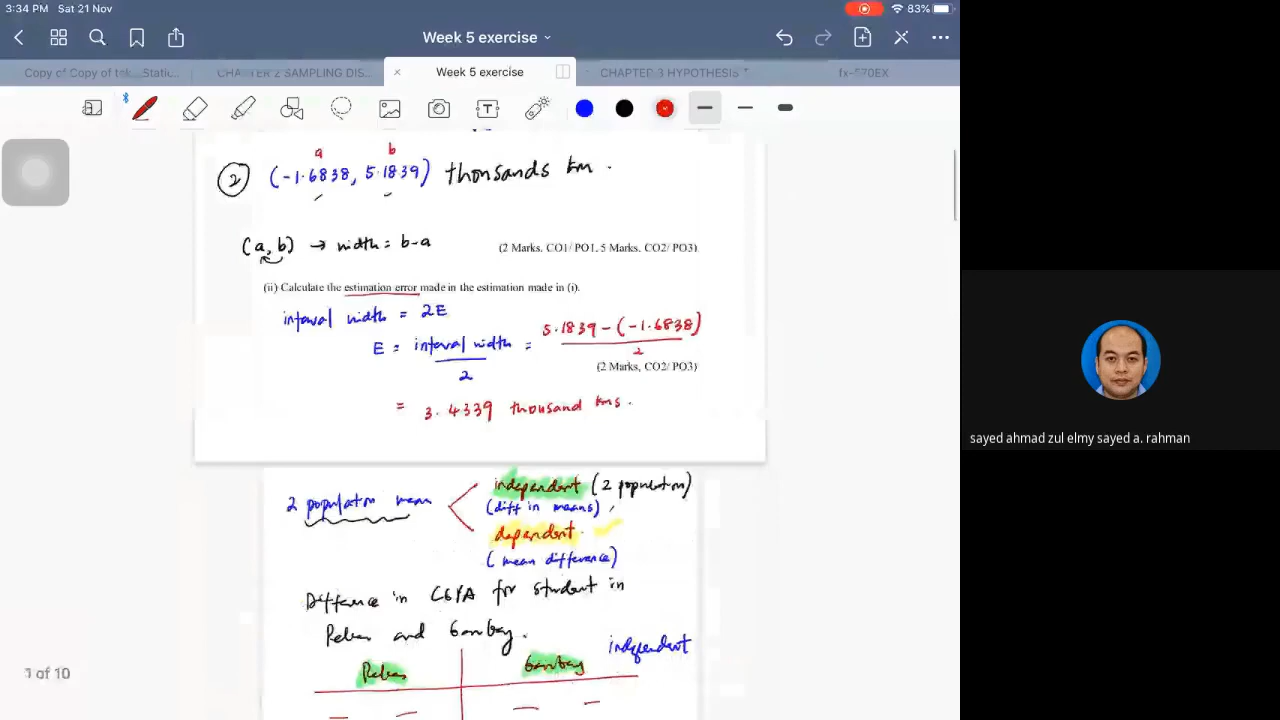 3:34 PM Sat 21 Nov
83%
Week 5 exercise
Copy of Copy of tok...Stati...
CHAPTER 2 SAMPLING DIS...
Week 5 exercise
CHAPTER 3 HYPOTHESIS T
fx-570EX
a b
2 (-1.6838, 5.1839) thousands km.
(a, b) → width = b-a
(2 Marks, CO1/ PO1, 5 Marks, CO2/ PO3)
(ii) Calculate the estimation error made in the estimation made in (i).
interval width = 2E
E = interval width / 2 = 5.1839 - (-1.6838) / 2
(2 Marks, CO2/ PO3)
= 3.4339 thousand kms.
2 population mean
independent (2 population)
(diff in means)
dependent
(mean difference)
Difference in CGPA for student in
Pekan and Gambang.
independent
Pekan
Gambang
1 of 10
sayed ahmad zul elmy sayed a. rahman